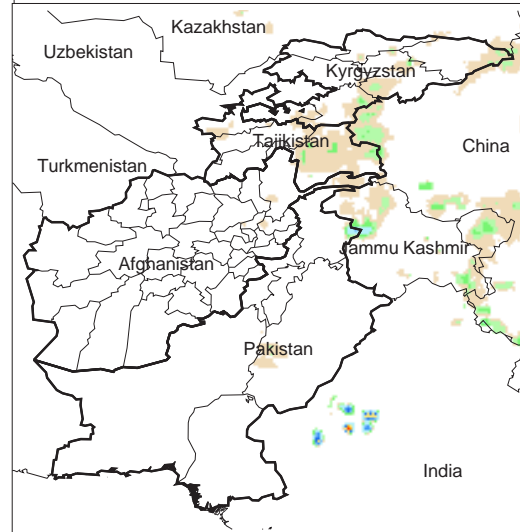 Kazakhstan
Uzbekistan
Kyrgyzstan
Tajikistan
China
Turkmenistan
Jammu Kashmir
Afghanistan
Pakistan
India